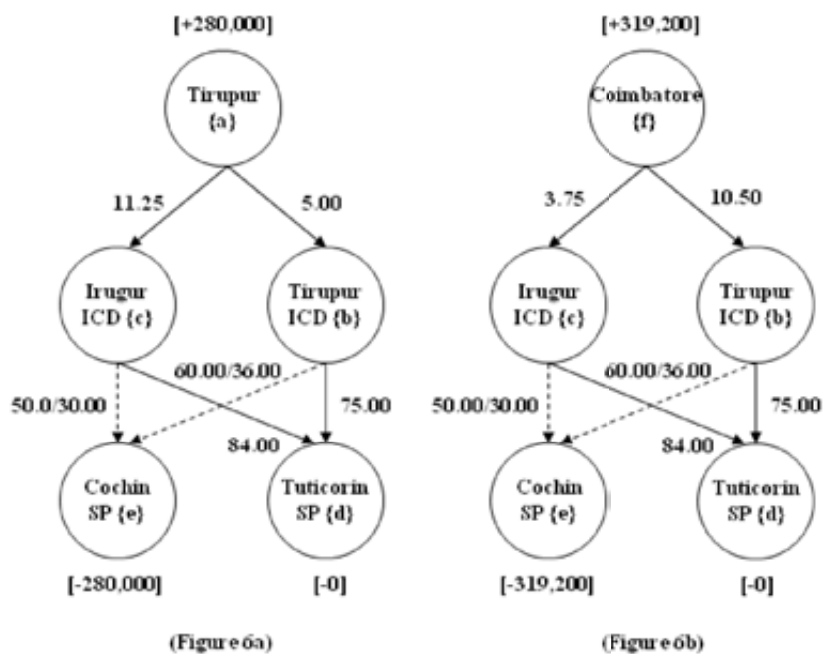 [+280,000]
Tirupur
{a}
11.25
5.00
Irugur
ICD {c}
Tirupur
ICD {b}
60.00/36.00
50.0/30.00
75.00
84.00
Cochin
SP {e}
Tuticorin
SP {d}
[-280,000]
[-0]
(Figure 6a)
[+319,200]
Coimbatore
{f}
3.75
10.50
Irugur
ICD {c}
Tirupur
ICD {b}
60.00/36.00
50.00/30.00
75.00
84.00
Cochin
SP {e}
Tuticorin
SP {d}
[-319,200]
[-0]
(Figure 6b)